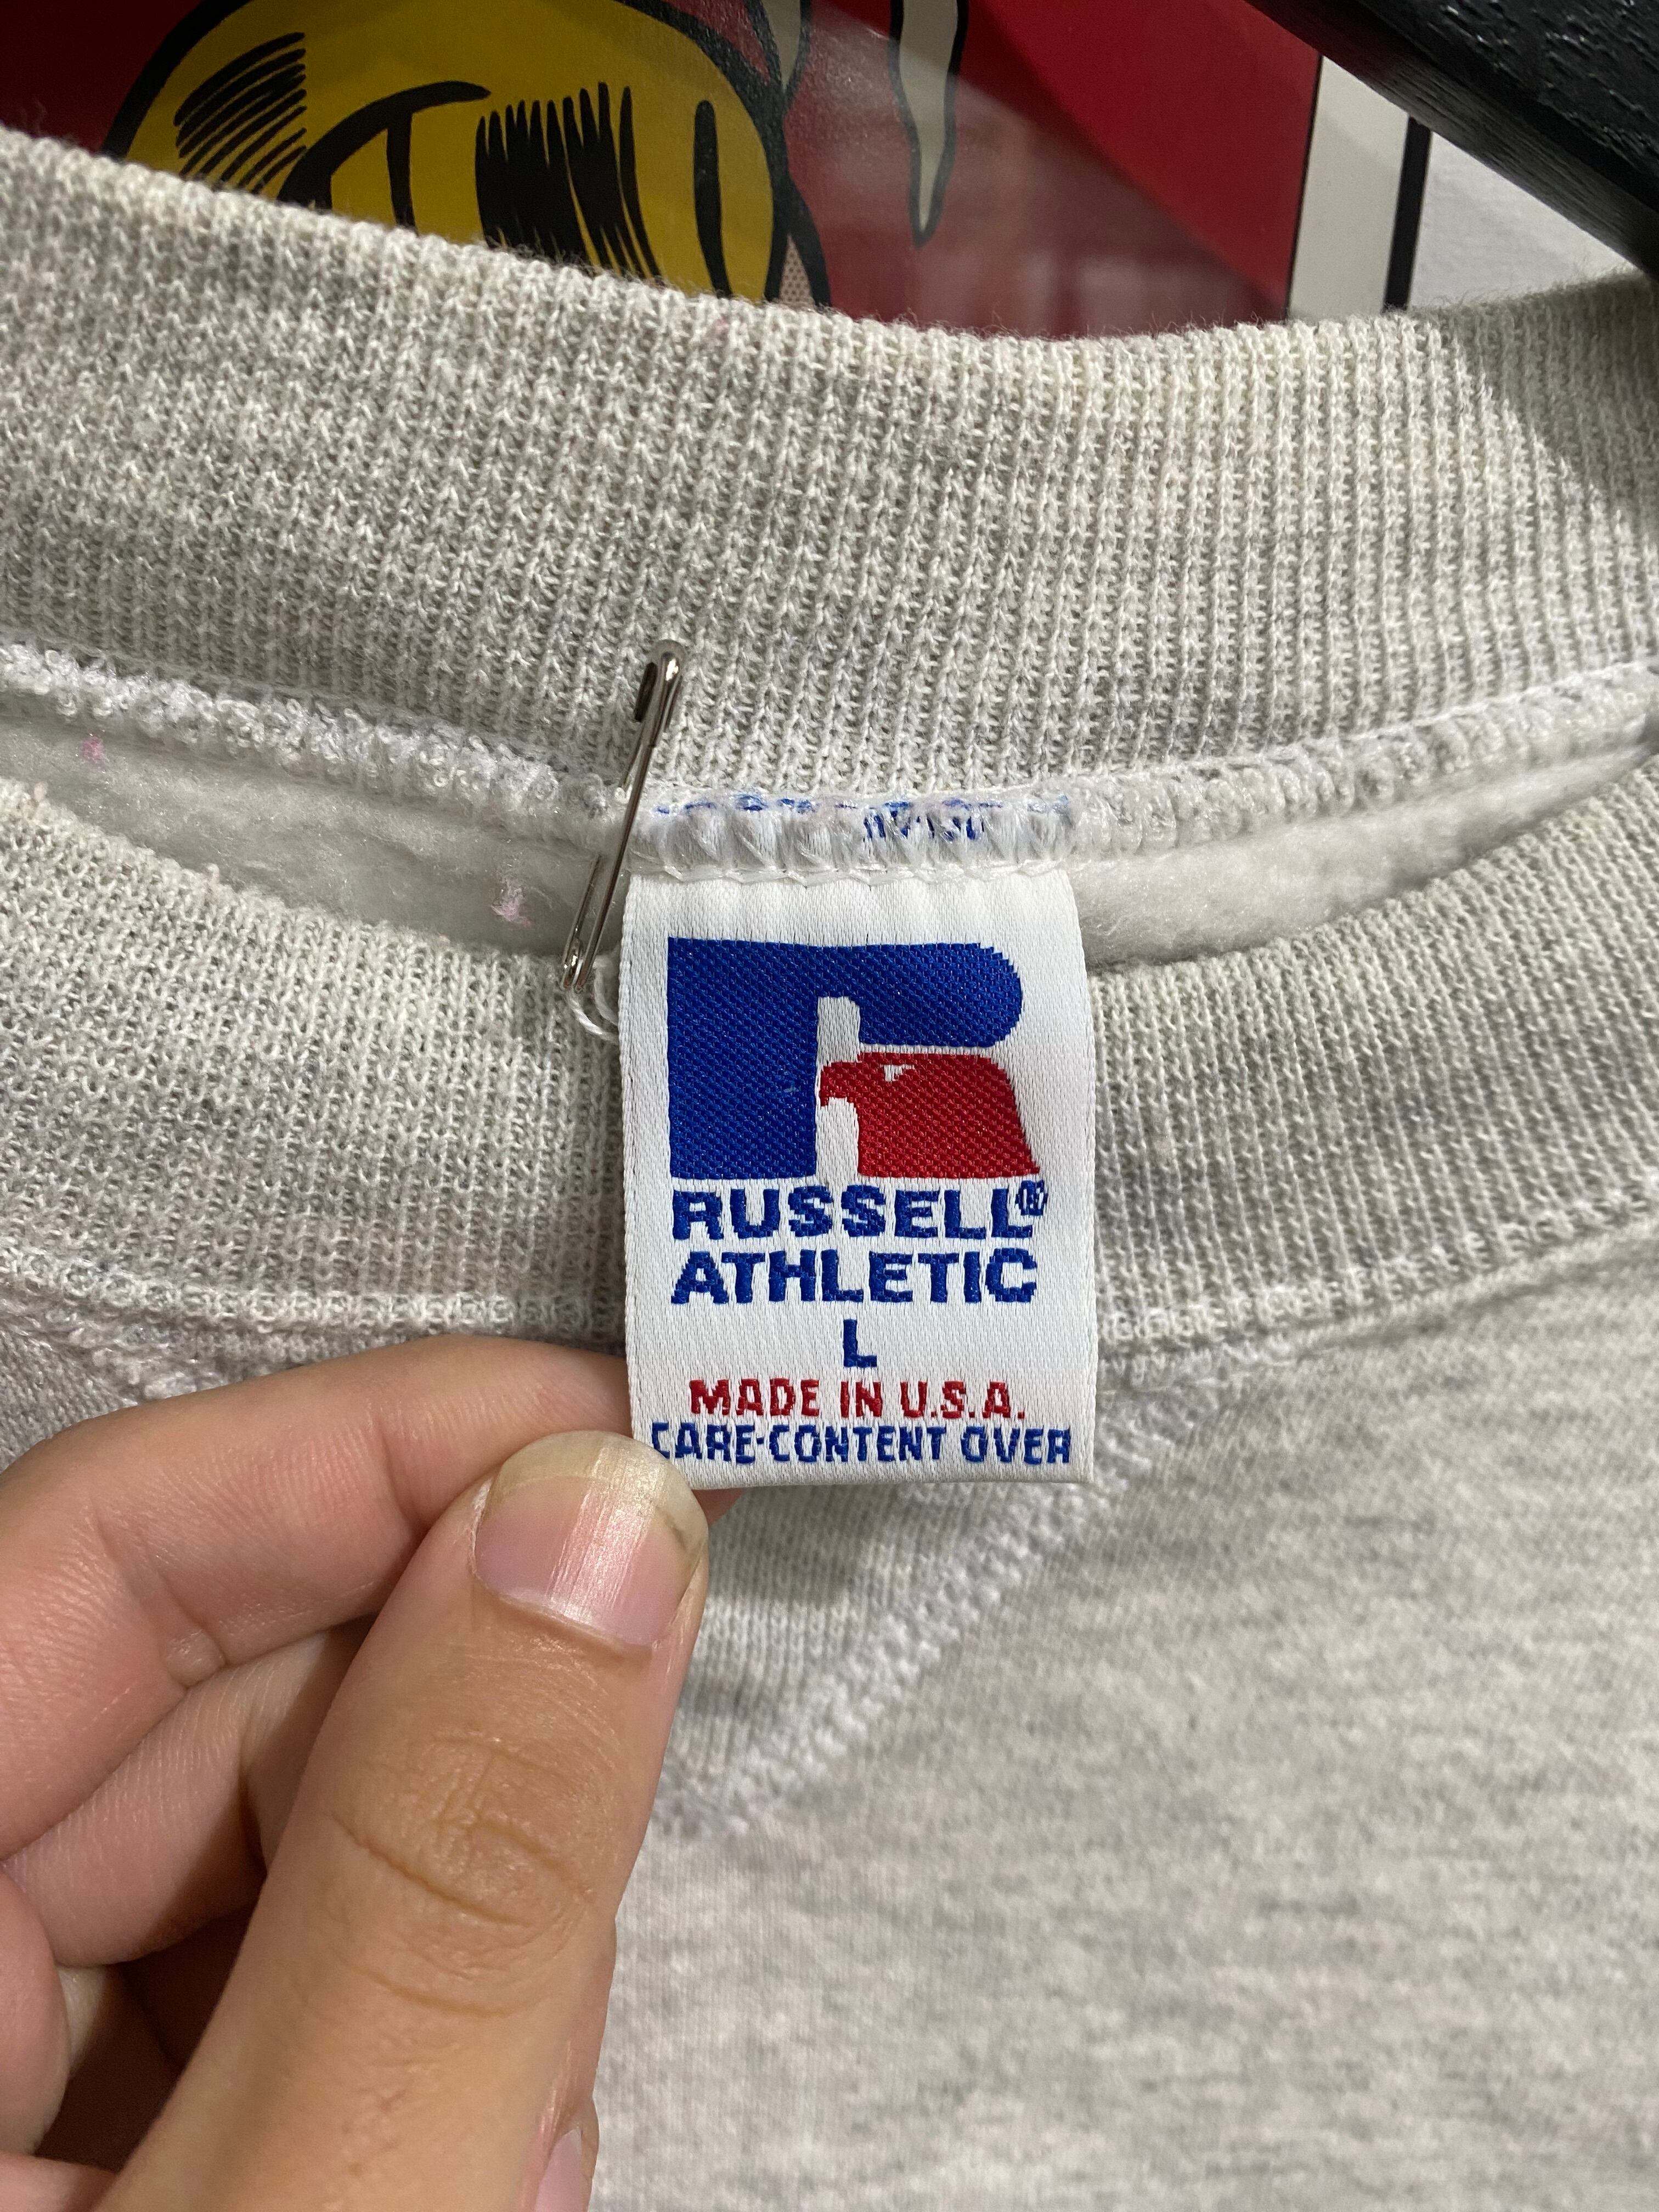 RUSSELL®
ATHLETIC
L
MADE IN U.S.A.
CARE·CONTENT OVER